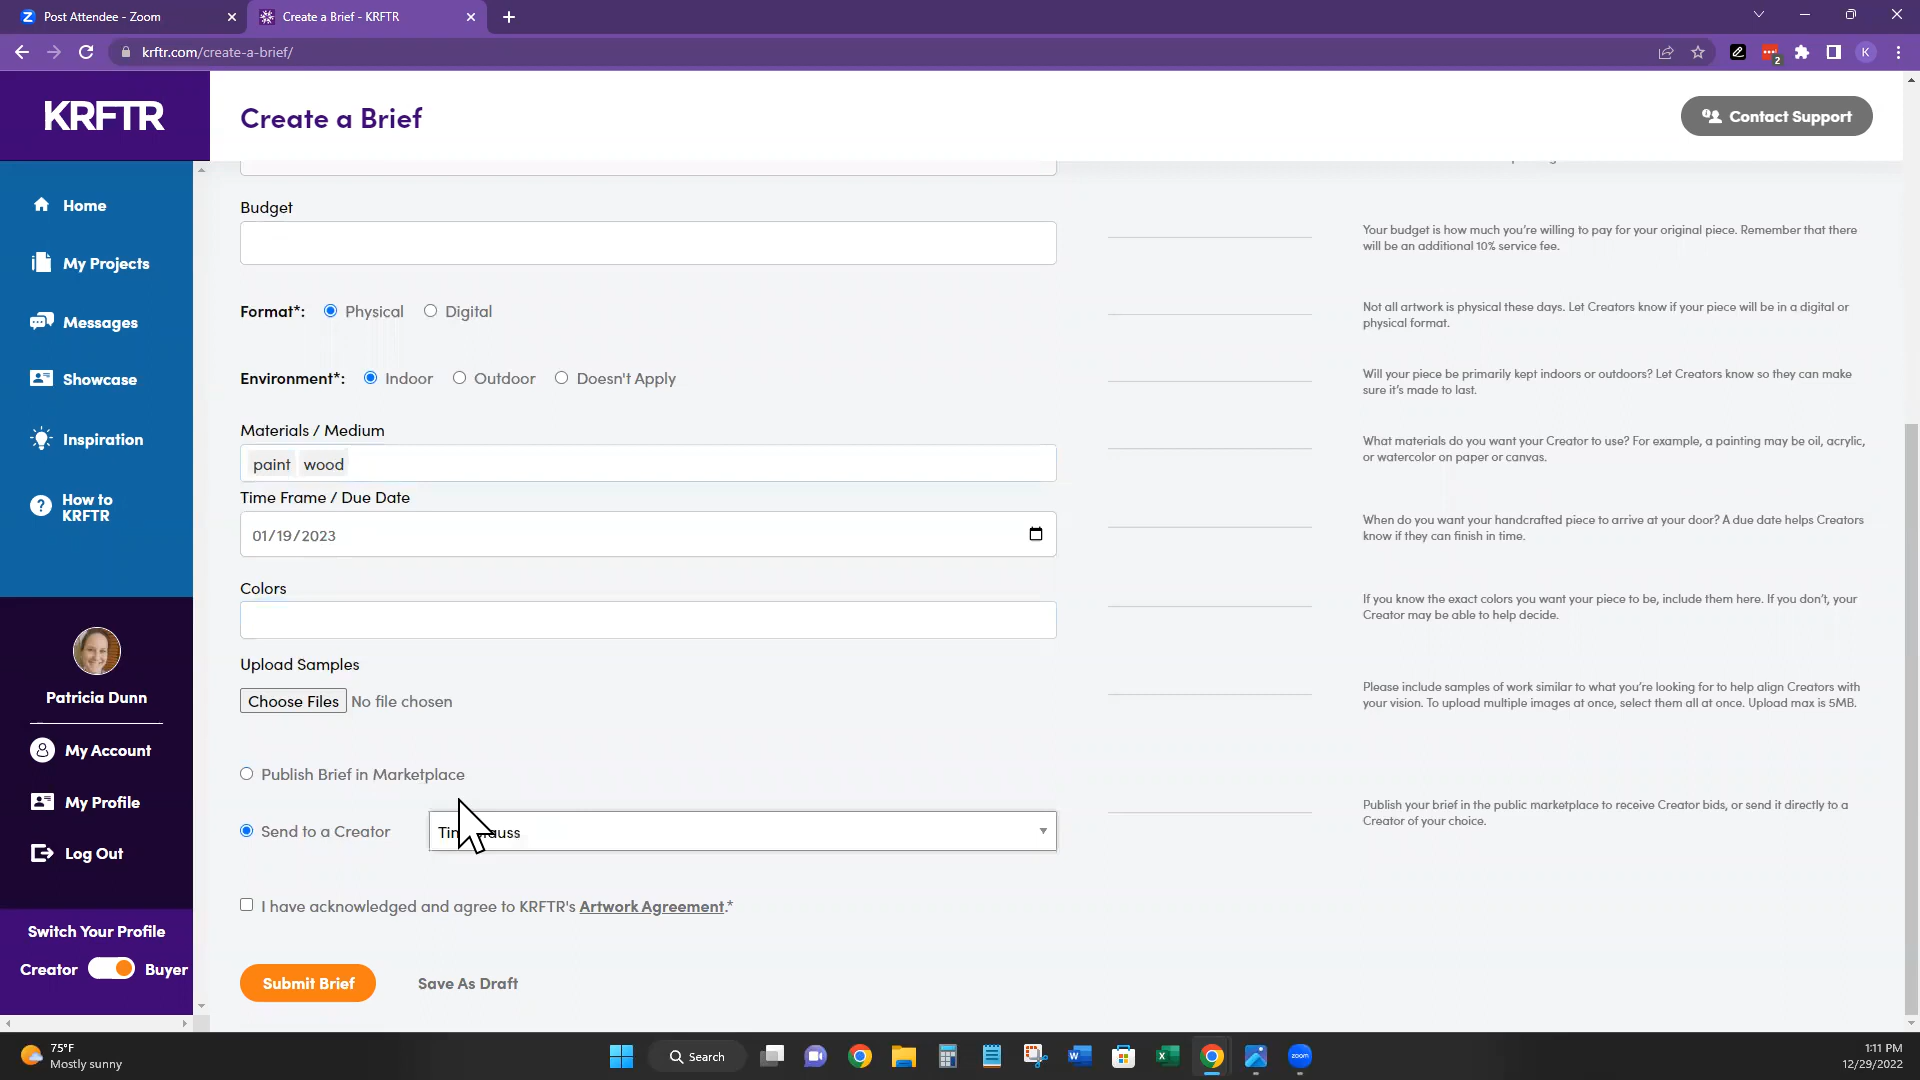 Post Attendee - Zoom
Create a Brief - KRFTR
krftr.com/create-a-brief/
2
K
KRFTR
Create a Brief
Contact Support
Home
My Projects
Messages
Showcase
Inspiration
How to
KRFTR
Patricia Dunn
My Account
My Profile
Log Out
Switch Your Profile
Creator Buyer
Budget
Your budget is how much you're willing to pay for your original piece. Remember that there
will be an additional 10% service fee.
Format*: Physical Digital
Not all artwork is physical these days. Let Creators know if your piece will be in a digital or
physical format.
Environment*: Indoor Outdoor Doesn't Apply
Will your piece be primarily kept indoors or outdoors? Let Creators know so they can make
sure it's made to last.
Materials / Medium
paint wood
What materials do you want your Creator to use? For example, a painting may be oil, acrylic,
or watercolor on paper or canvas.
Time Frame / Due Date
01/19/2023
When do you want your handcrafted piece to arrive at your door? A due date helps Creators
know if they can finish in time.
Colors
If you know the exact colors you want your piece to be, include them here. If you don't, your
Creator may be able to help decide.
Upload Samples
Choose Files No file chosen
Please include samples of work similar to what you're looking for to help align Creators with
your vision. To upload multiple images at once, select them all at once. Upload max is 5MB.
Publish Brief in Marketplace
Send to a Creator
Publish your brief in the public marketplace to receive Creator bids, or send it directly to a
Creator of your choice.
I have acknowledged and agree to KRFTR's Artwork Agreement.*
Submit Brief
Save As Draft
75°F
Mostly sunny
Search
zoom
1:11 PM
12/29/2022